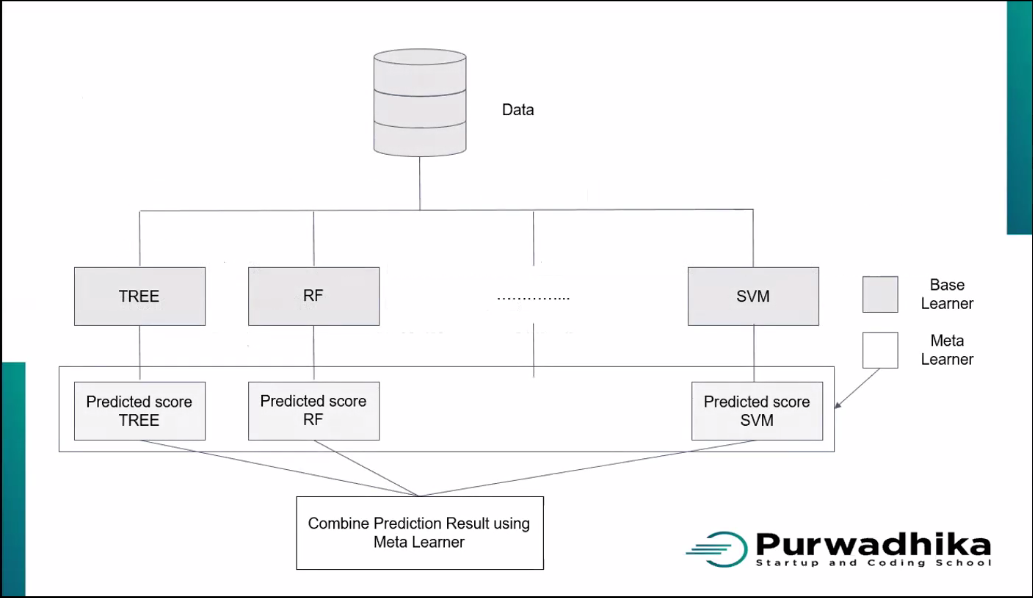 Data
TREE
RF
..............
SVM
Base
Learner
Meta
Learner
Predicted score
TREE
Predicted score
RF
Predicted score
SVM
Combine Prediction Result using
Meta Learner
Purwadhika
Startup and Coding School